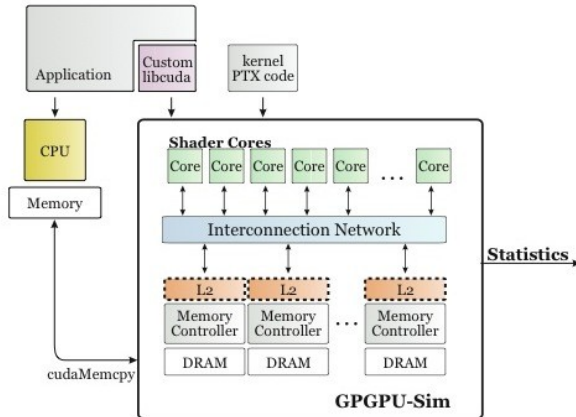 Application
Custom
libcuda
kernel
PTX code
CPU
Memory
Shader Cores
Core Core Core Core Core ... Core
Interconnection Network
Statistics
L2 L2 L2
Memory Controller Memory Controller ... Memory Controller
DRAM DRAM DRAM
cudaMemcpy
GPGPU-Sim